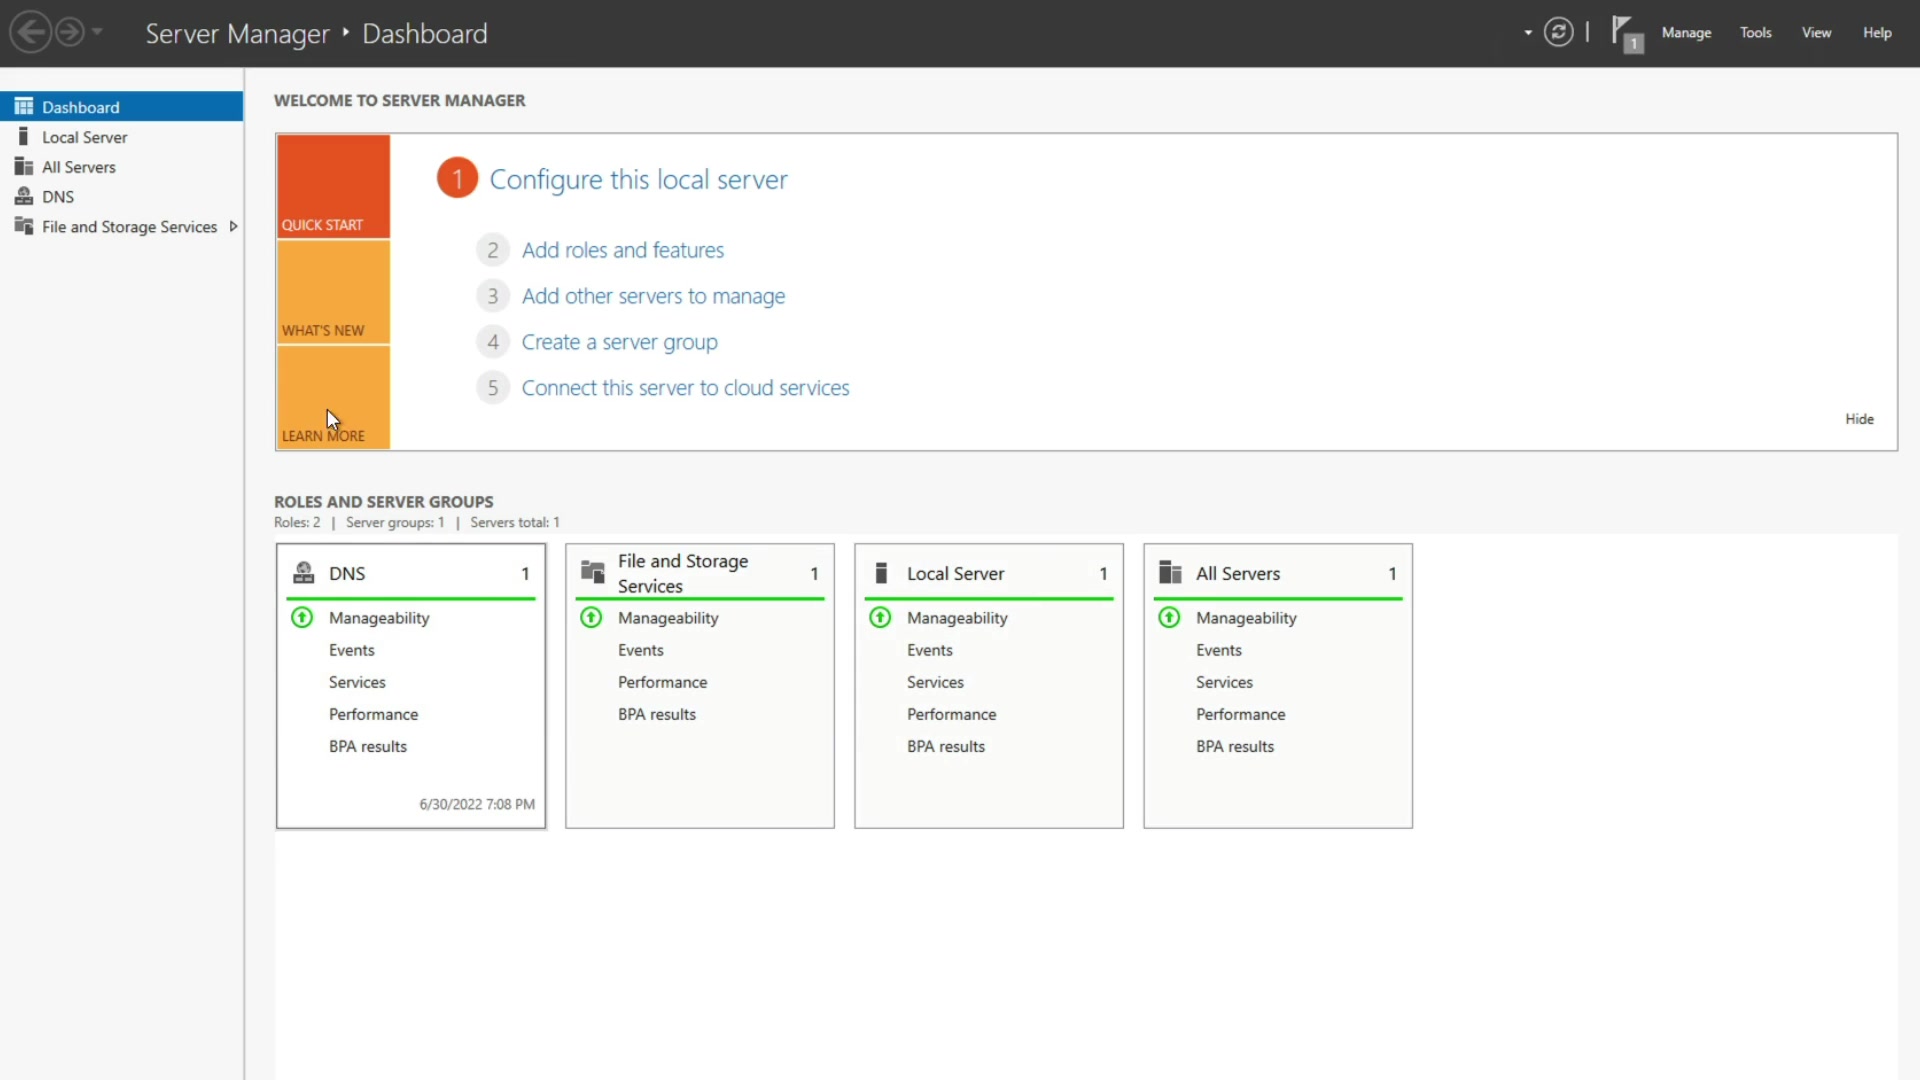 Server Manager ‣ Dashboard
1
Manage
Tools
View
Help
Dashboard
Local Server
All Servers
DNS
File and Storage Services
WELCOME TO SERVER MANAGER
QUICK START
WHAT'S NEW
LEARN MORE
1 Configure this local server
2 Add roles and features
3 Add other servers to manage
4 Create a server group
5 Connect this server to cloud services
Hide
ROLES AND SERVER GROUPS
Roles: 2 | Server groups: 1 | Servers total: 1
DNS 1
Manageability
Events
Services
Performance
BPA results
6/30/2022 7:08 PM
File and Storage
Services 1
Manageability
Events
Performance
BPA results
Local Server 1
Manageability
Events
Services
Performance
BPA results
All Servers 1
Manageability
Events
Services
Performance
BPA results